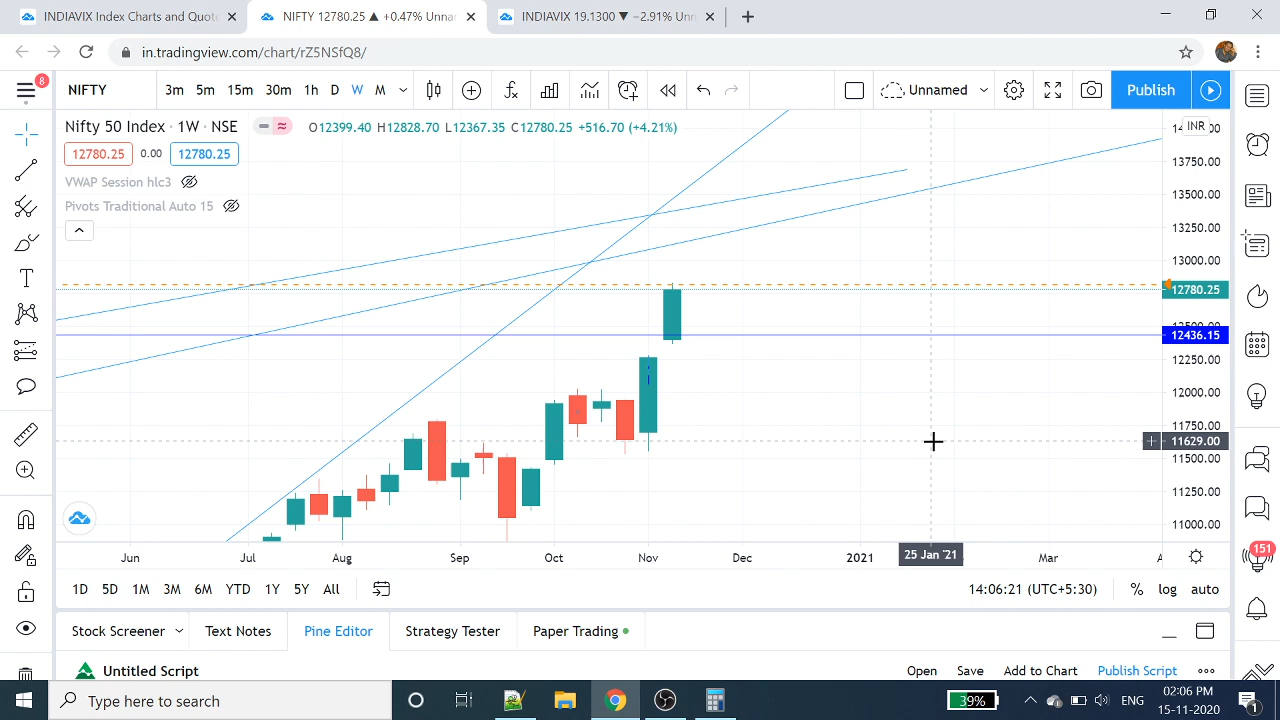 INDIAVIX Index Charts and Quote
NIFTY 12780.25 ▲ +0.47% Unna
INDIAVIX 19.1300 ▼ −2.91% Unn
in.tradingview.com/chart/rZ5NSfQ8/
8
NIFTY
3m 5m 15m 30m 1h D W M
Unnamed
Publish
Nifty 50 Index · 1W · NSE
O12399.40 H12828.70 L12367.35 C12780.25 +516.70 (+4.21%)
12780.25 0.00 12780.25
VWAP Session hlc3
Pivots Traditional Auto 15
INR
13750.00
13500.00
13250.00
13000.00
12780.25
12436.15
12250.00
12000.00
11750.00
11629.00
11500.00
11250.00
11000.00
Jun Jul Aug Sep Oct Nov Dec 2021 25 Jan '21 Mar
1D 5D 1M 3M 6M YTD 1Y 5Y All
14:06:21 (UTC+5:30) % log auto
151
Stock Screener Text Notes Pine Editor Strategy Tester Paper Trading
Untitled Script
Open Save Add to Chart Publish Script
Type here to search
39%
ENG
02:06 PM
15-11-2020
1